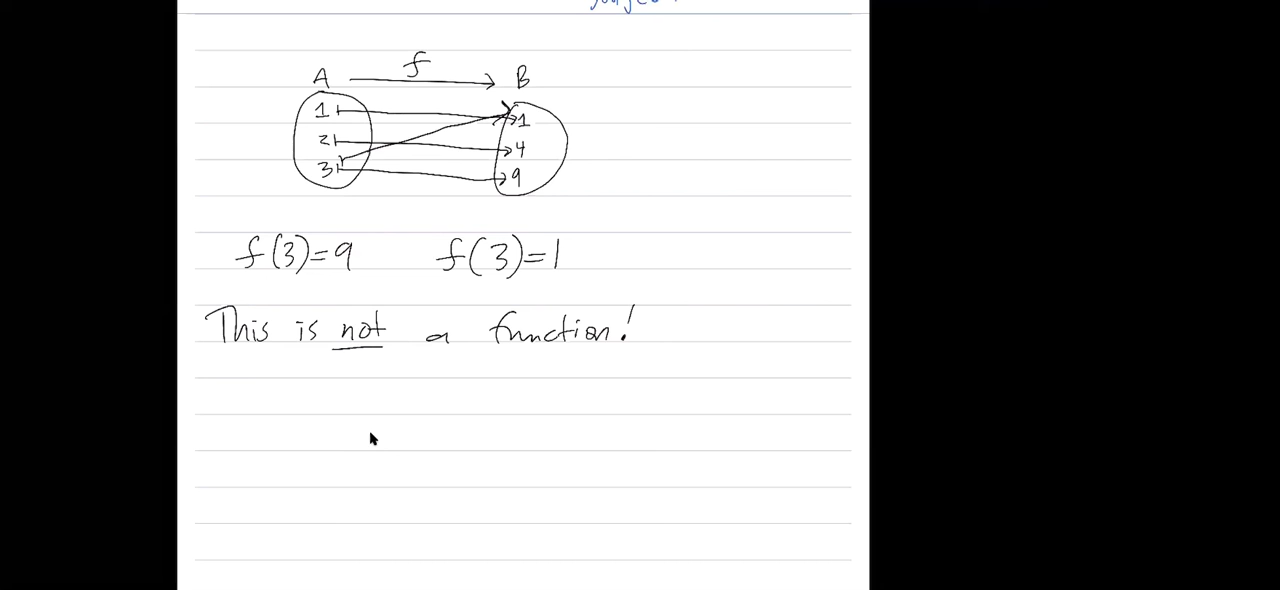 f
A B
1 1
2 4
3 9
f(3)=9 f(3)=1
This is not a function!